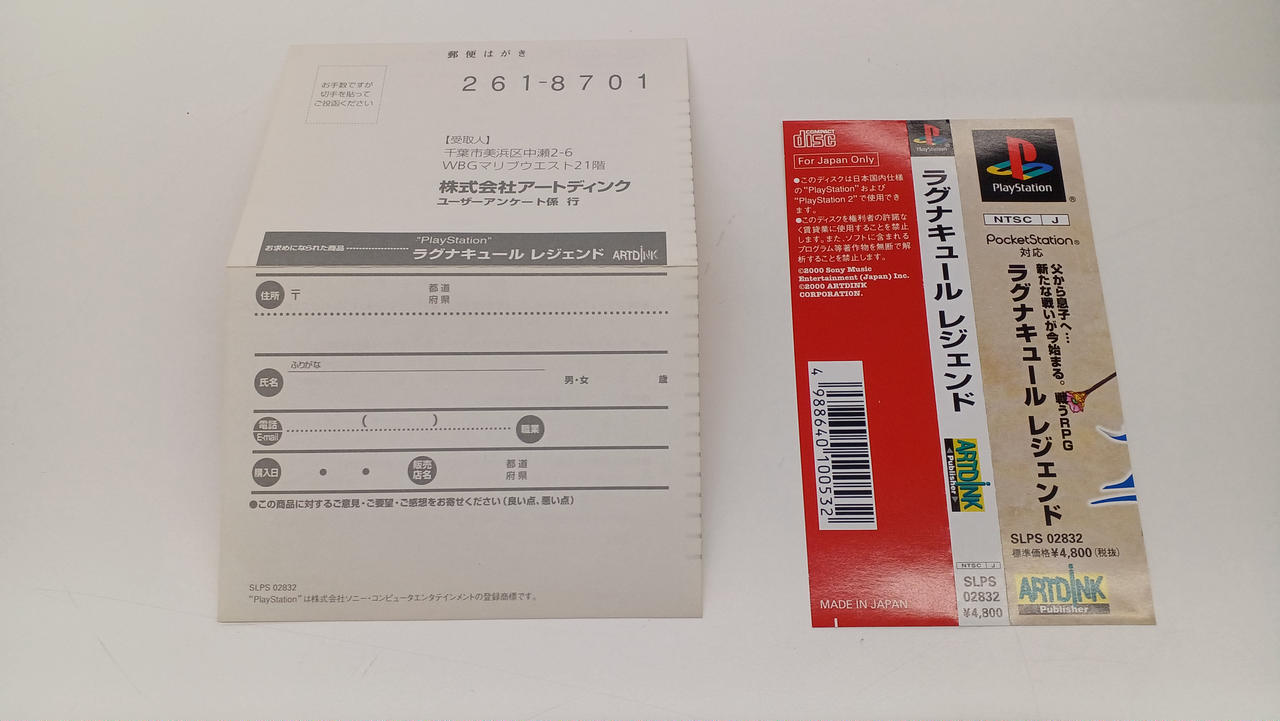 郵便はがき
261-8701
お手数ですが
切手を貼って
ご投函ください
【受取人】
千葉市美浜区中瀬2-6
WBGマリブウエスト21階
株式会社アートディンク
ユーザーアンケート係 行
お求めになられた商品
"PlayStation"
ラグナキュール レジェンド
ARTDINK
住所
〒
都道
府県
ふりがな
氏名
男・女
歳
電話
E-mail
( )
職業
購入日
販売
店名
都道
府県
●この商品に対するご意見・ご要望・ご感想をお寄せください(良い点、悪い点)
SLPS 02832
"PlayStation"は株式会社ソニー・コンピュータエンタテインメントの登録商標です。
COMPACT
disc
For Japan Only
●このディスクは日本国内仕様
の"PlayStation"および
"PlayStation 2"で使用でき
ます。
●このディスクを権利者の許諾な
く賃貸業に使用することを禁止
します。また、ソフトに含まれる
プログラム等著作物を無断で解
析することを禁止します。
©2000 Sony Music
Entertainment (Japan) Inc.
©2000 ARTDINK
CORPORATION.
4 988640 100532
MADE IN JAPAN
PlayStation
ラグナキュール レジェンド
ARTDINK
Publisher
NTSC J
SLPS
02832
¥4,800
PlayStation®
NTSC J
PocketStation®
対応
父から息子へ…
新たな戦いが今始まる。戦うRPG
ラグナキュール レジェンド
SLPS 02832
標準価格¥4,800(税抜)
ARTDINK
Publisher